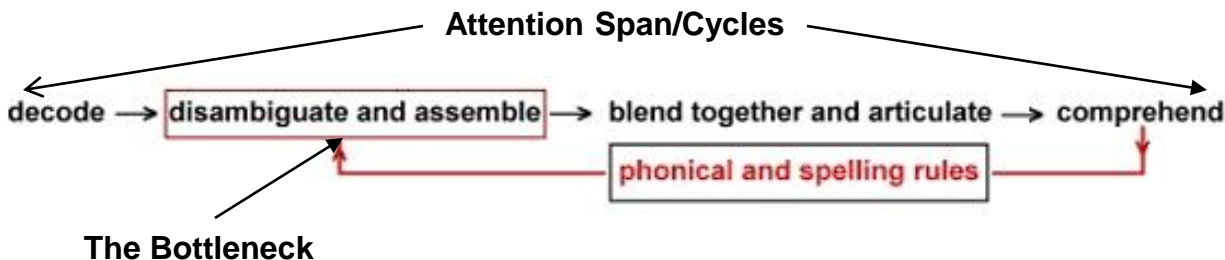 Attention Span/Cycles
decode disambiguate and assemble blend together and articulate comprehend
phonical and spelling rules
The Bottleneck